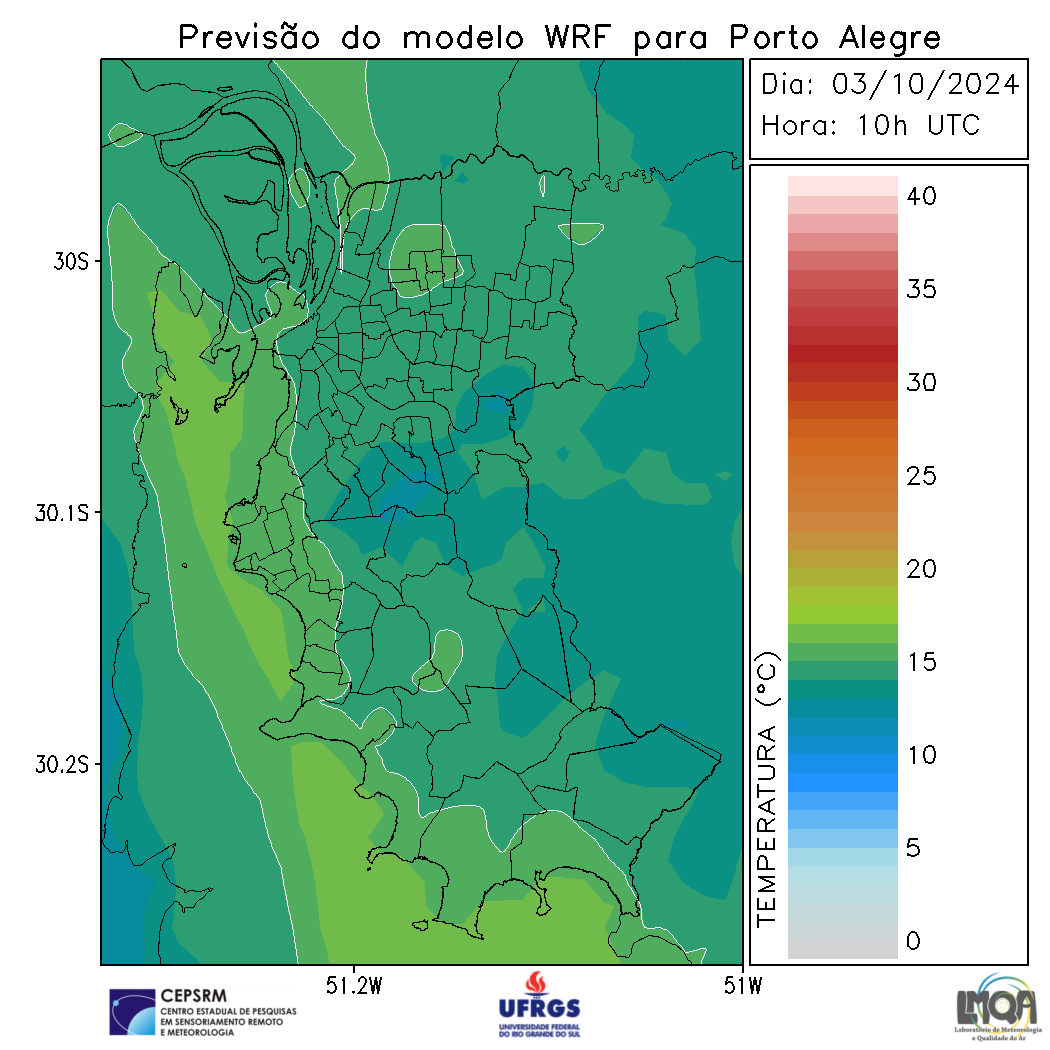 Previsão do modelo WRF para Porto Alegre
Dia: 03/10/2024
Hora: 10h UTC
40
35
30
25
20
15
10
5
0
TEMPERATURA (°C)
30S
30.1S
30.2S
51.2W
51W
CEPSRM
CENTRO ESTADUAL DE PESQUISAS
EM SENSORIAMENTO REMOTO
E METEOROLOGIA
UFRGS
UNIVERSIDADE FEDERAL
DO RIO GRANDE DO SUL
LMQA
Laboratório de Meteorologia
e Qualidade do Ar